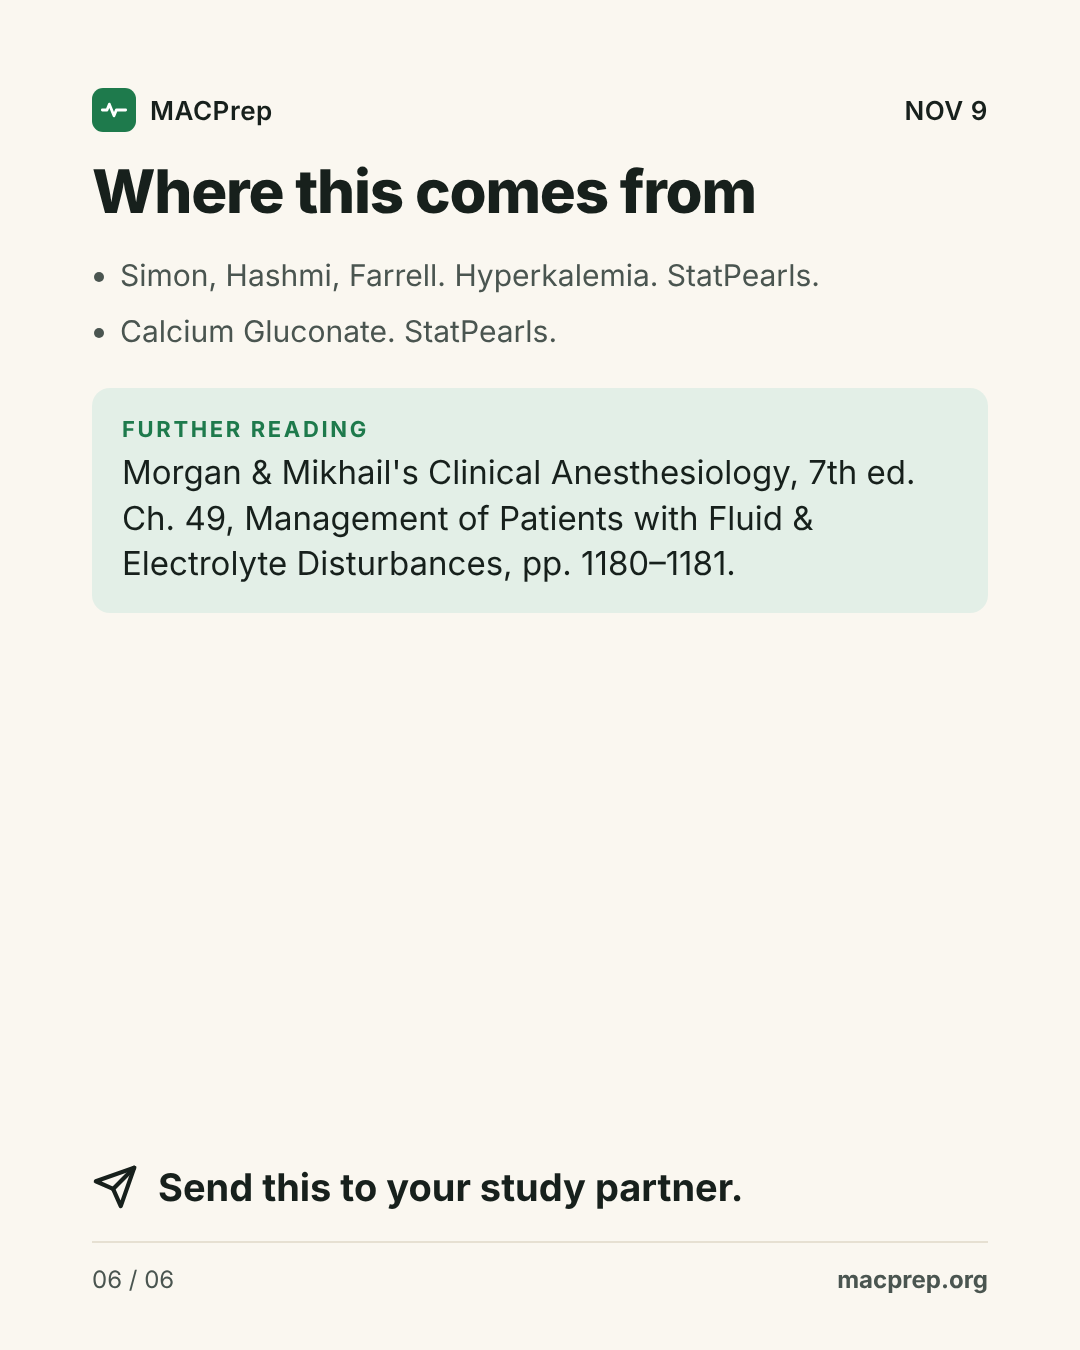 MACPrep
NOV 9
Where this comes from
• Simon, Hashmi, Farrell. Hyperkalemia. StatPearls.
• Calcium Gluconate. StatPearls.
FURTHER READING
Morgan & Mikhail's Clinical Anesthesiology, 7th ed.
Ch. 49, Management of Patients with Fluid &
Electrolyte Disturbances, pp. 1180–1181.
Send this to your study partner.
06 / 06
macprep.org